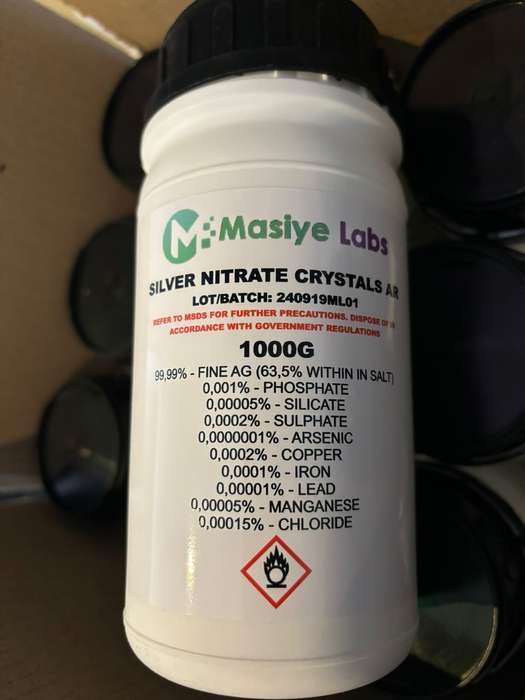 Masiye Labs
SILVER NITRATE CRYSTALS AR
LOT/BATCH: 240919ML01
REFER TO MSDS FOR FURTHER PRECAUTIONS. DISPOSE OF IN
ACCORDANCE WITH GOVERNMENT REGULATIONS
1000G
99,99% - FINE AG (63,5% WITHIN IN SALT)
0,001% - PHOSPHATE
0,00005% - SILICATE
0,0002% - SULPHATE
0,0000001% - ARSENIC
0,0002% - COPPER
0,0001% - IRON
0,00001% - LEAD
0,00005% - MANGANESE
0,00015% - CHLORIDE